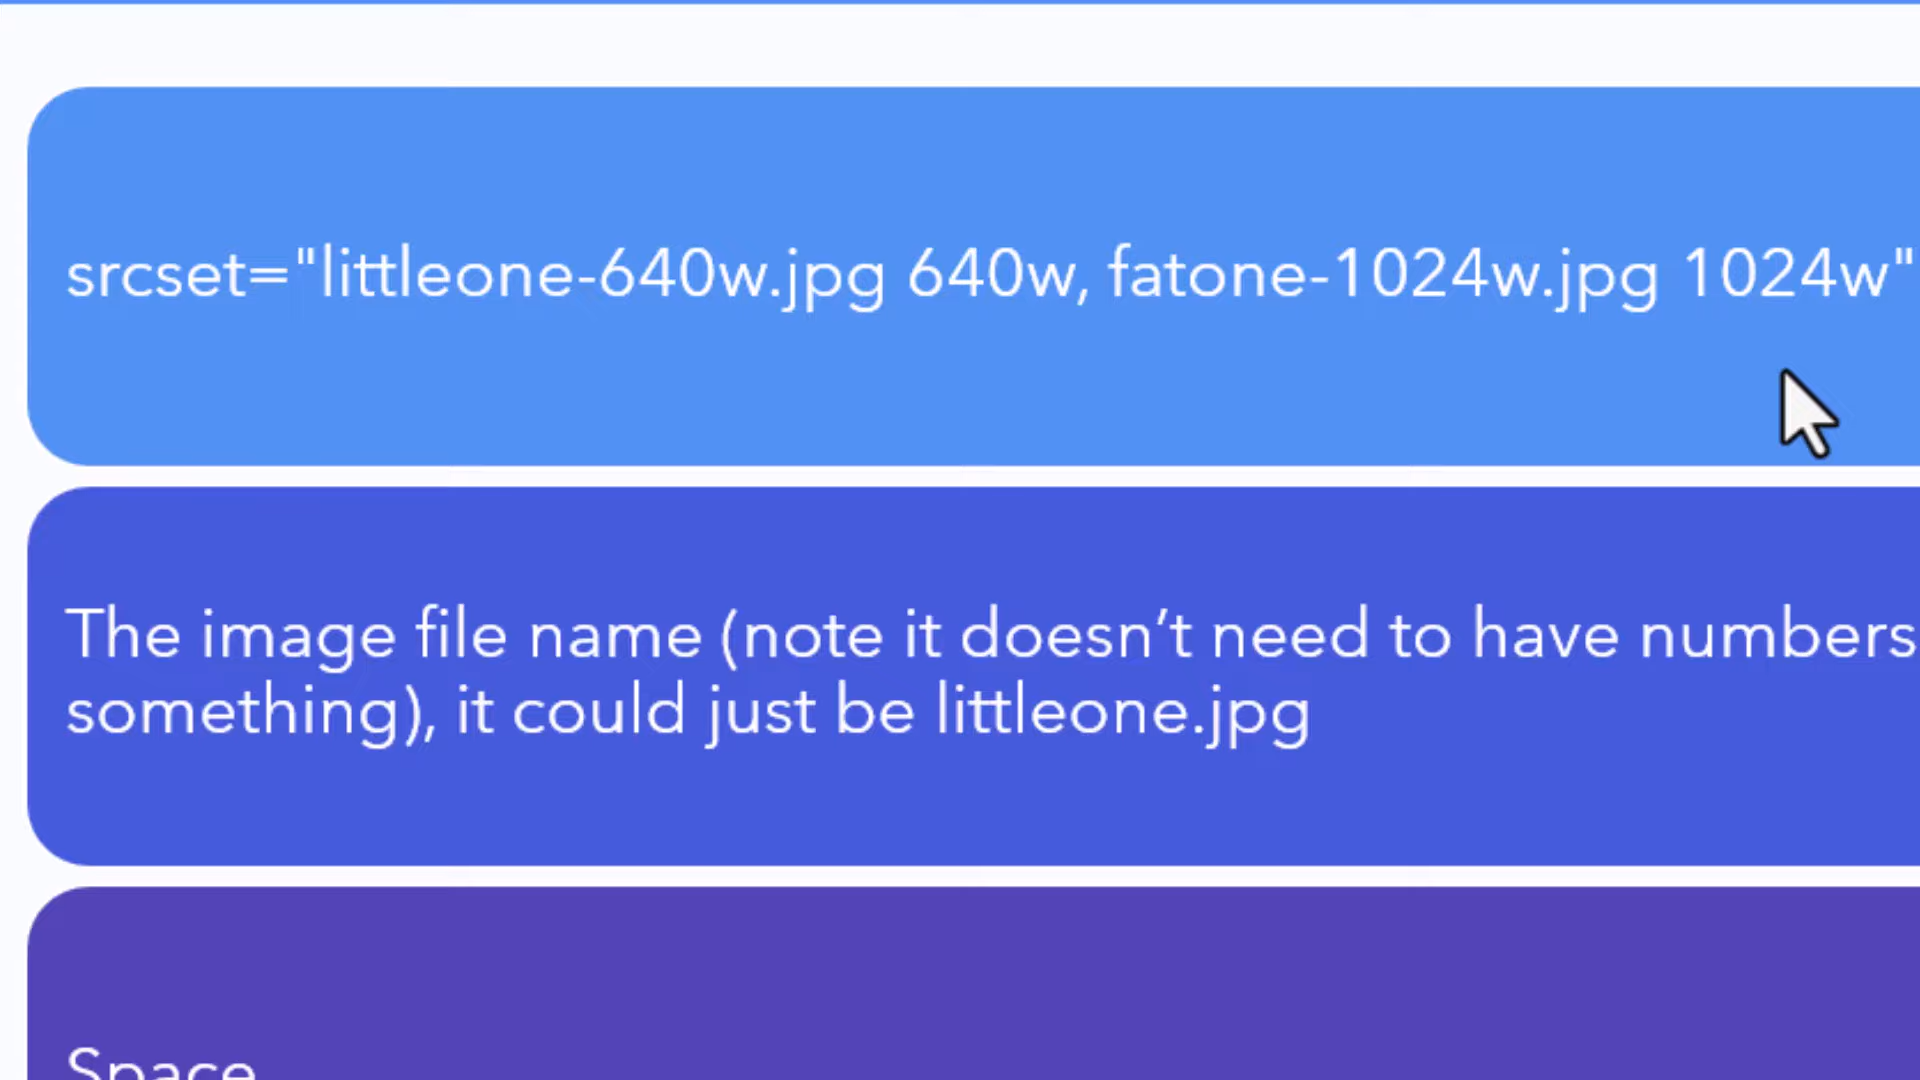 srcset="littleone-640w.jpg 640w, fatone-1024w.jpg 1024w"
The image file name (note it doesn’t need to have numbers
something), it could just be littleone.jpg
Space